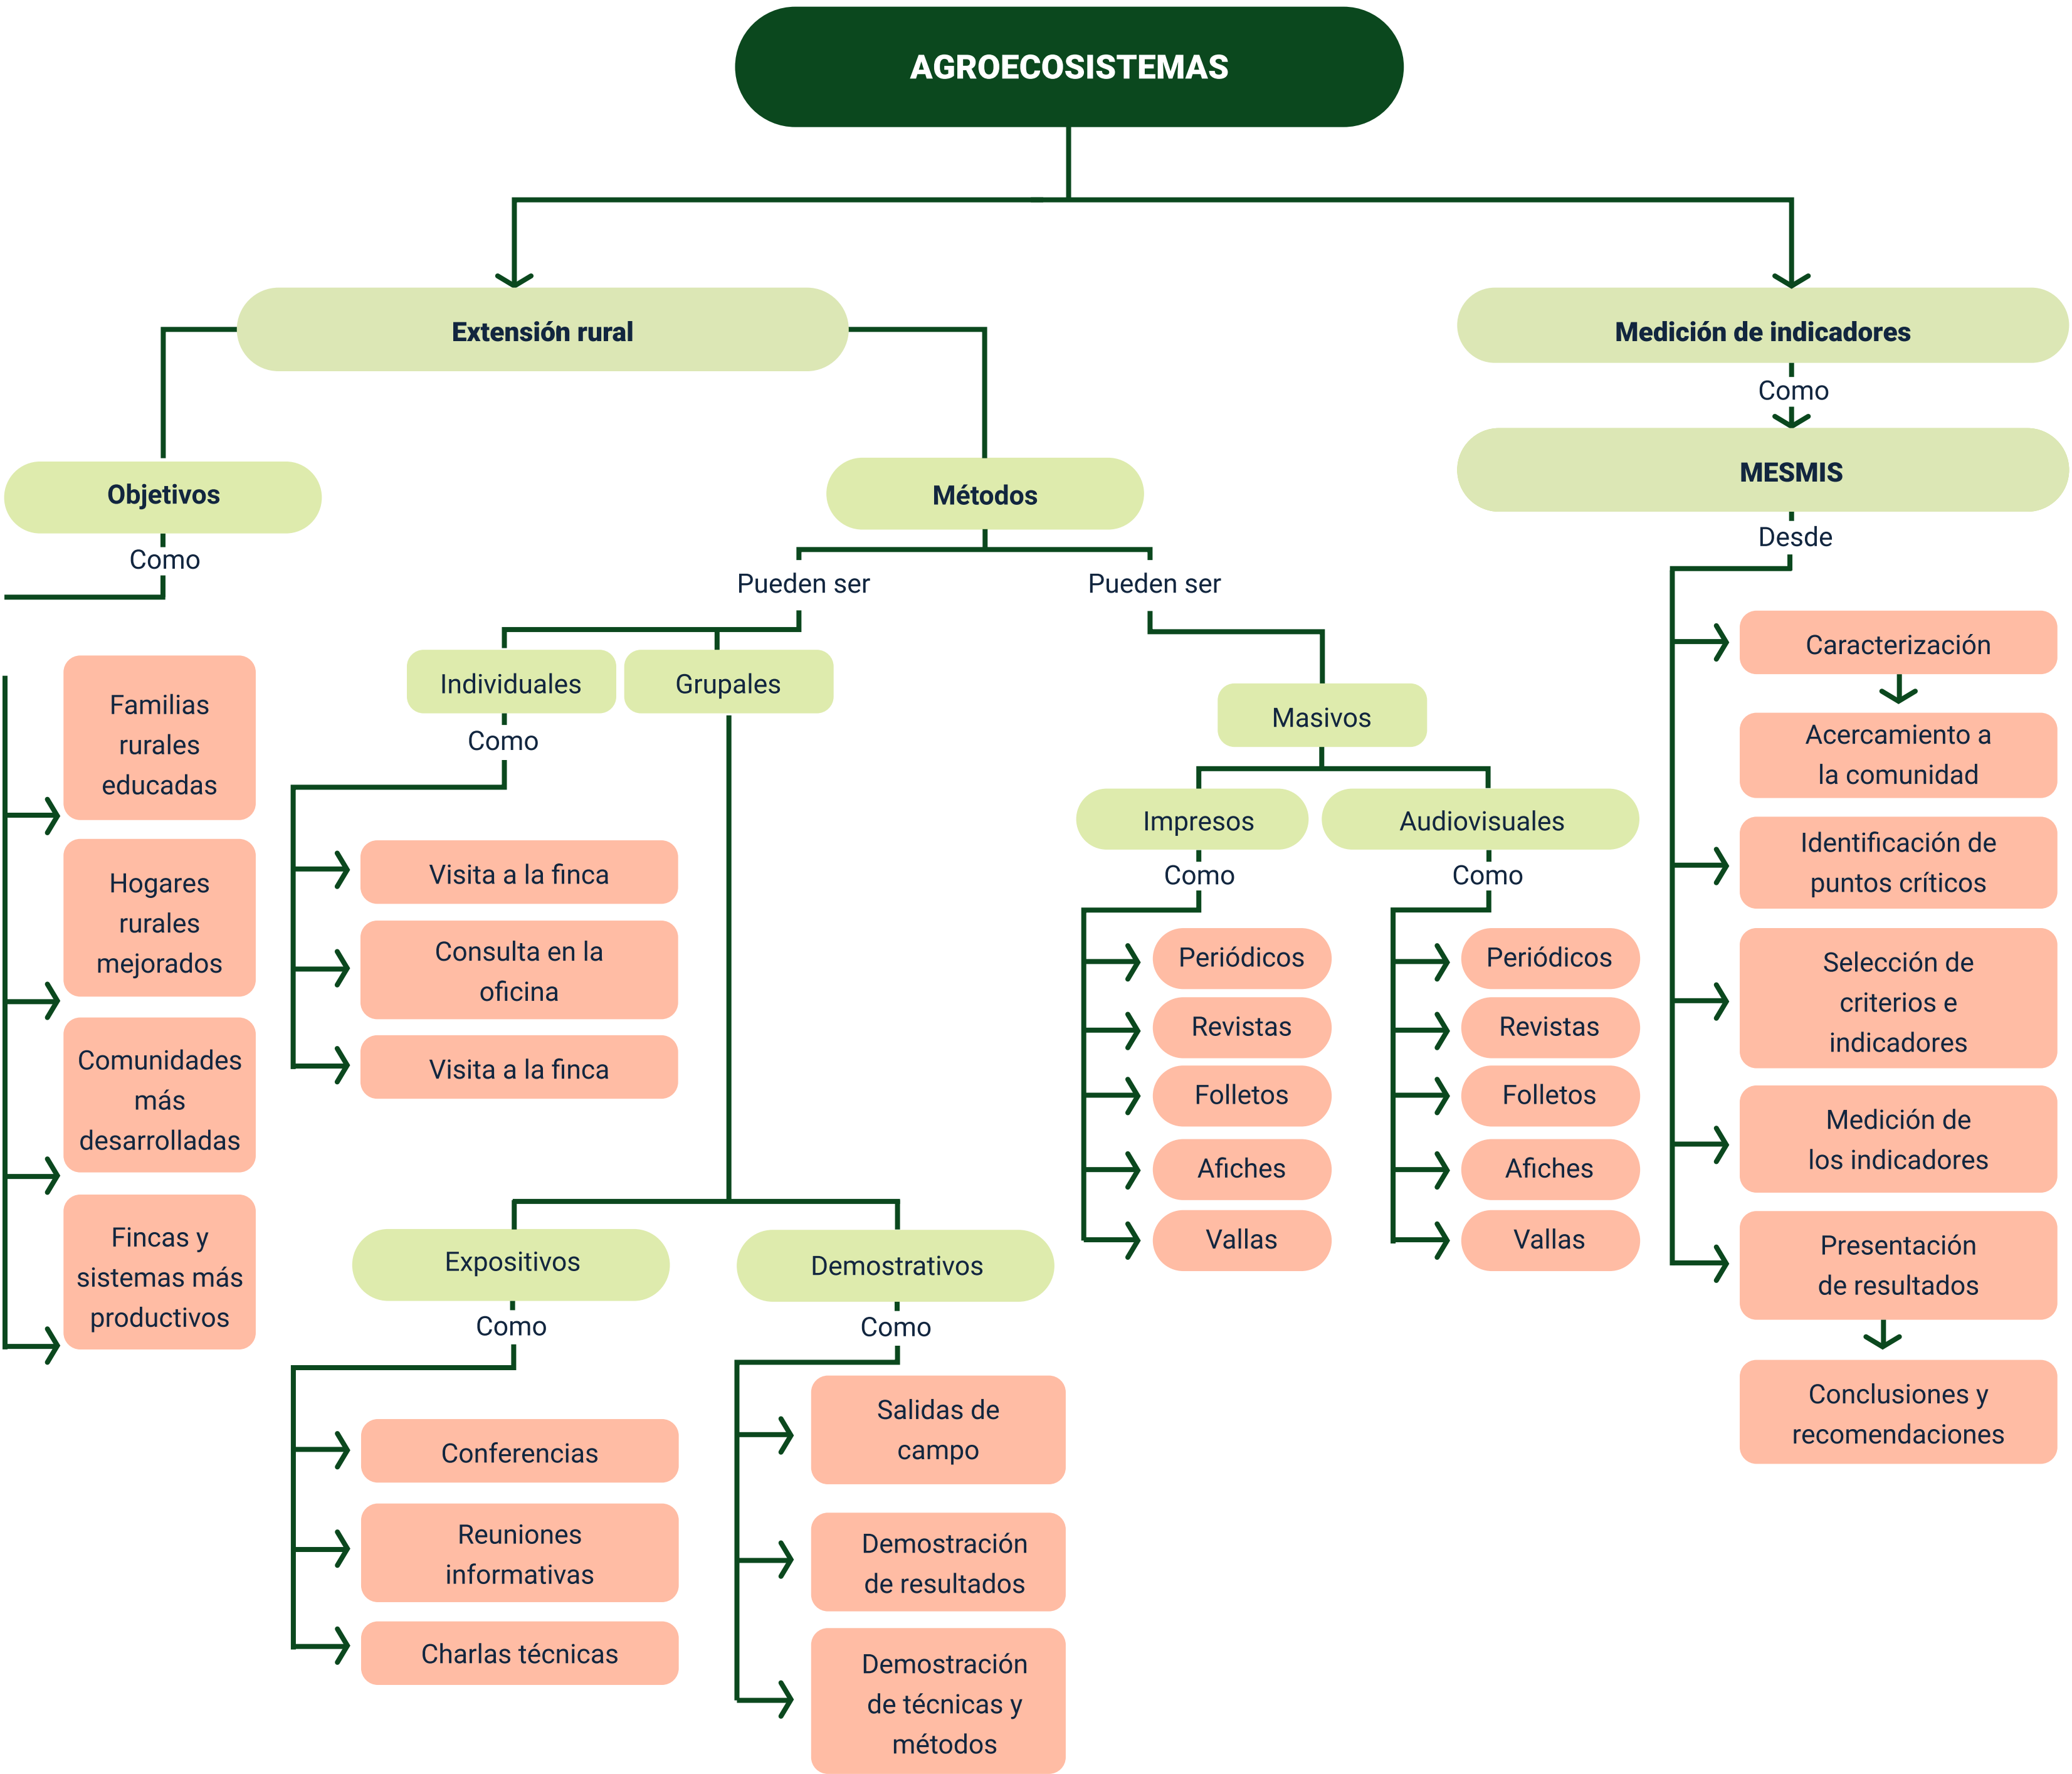 AGROECOSISTEMAS
Extensión rural
Medición de indicadores
Como
MESMIS
Desde
Objetivos
Como
Métodos
Pueden ser
Pueden ser
Familias
rurales
educadas
Hogares
rurales
mejorados
Comunidades
más
desarrolladas
Fincas y
sistemas más
productivos
Individuales
Grupales
Como
Visita a la finca
Consulta en la
oficina
Visita a la finca
Expositivos
Como
Conferencias
Reuniones
informativas
Charlas técnicas
Demostrativos
Como
Salidas de
campo
Demostración
de resultados
Demostración
de técnicas y
métodos
Masivos
Impresos
Como
Periódicos
Revistas
Folletos
Afiches
Vallas
Audiovisuales
Como
Periódicos
Revistas
Folletos
Afiches
Vallas
Caracterización
Acercamiento a
la comunidad
Identificación de
puntos críticos
Selección de
criterios e
indicadores
Medición de
los indicadores
Presentación
de resultados
Conclusiones y
recomendaciones